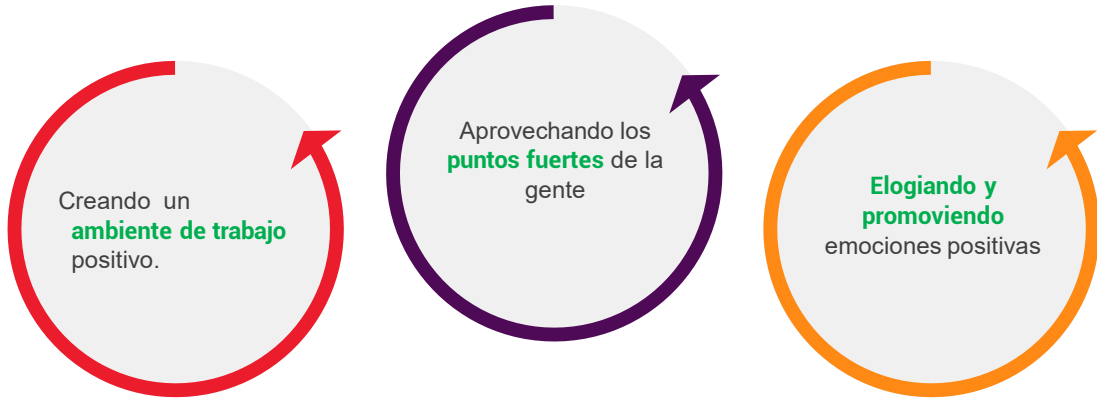 Creando un
ambiente de trabajo
positivo.
Aprovechando los
puntos fuertes de la
gente
Elogiando y
promoviendo
emociones positivas